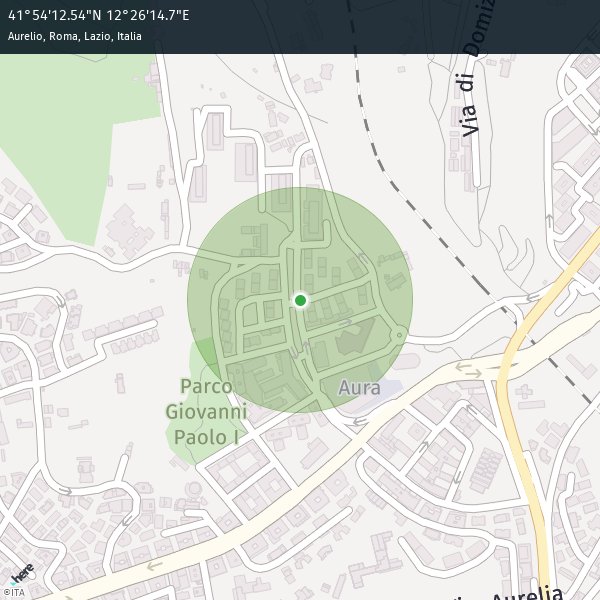 41°54'12.54"N 12°26'14.7"E
Aurelio, Roma, Lazio, Italia
Via di Domiz
Parco
Giovanni
Paolo I
Aura
Aurelia
here
©ITA